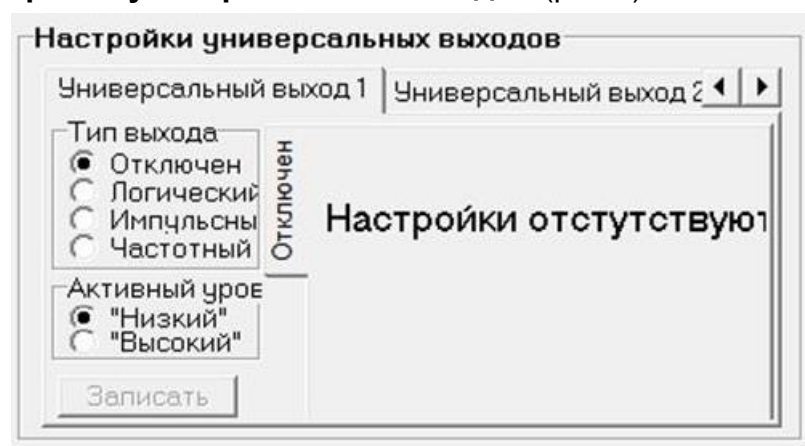 Настройки универсальных выходов
Универсальный выход 1
Универсальный выход 2
Тип выхода
Отключен
Логический
Импульсны
Частотный
Отключен
Настройки отстутствуют
Активный уров
"Низкий"
"Высокий"
Записать